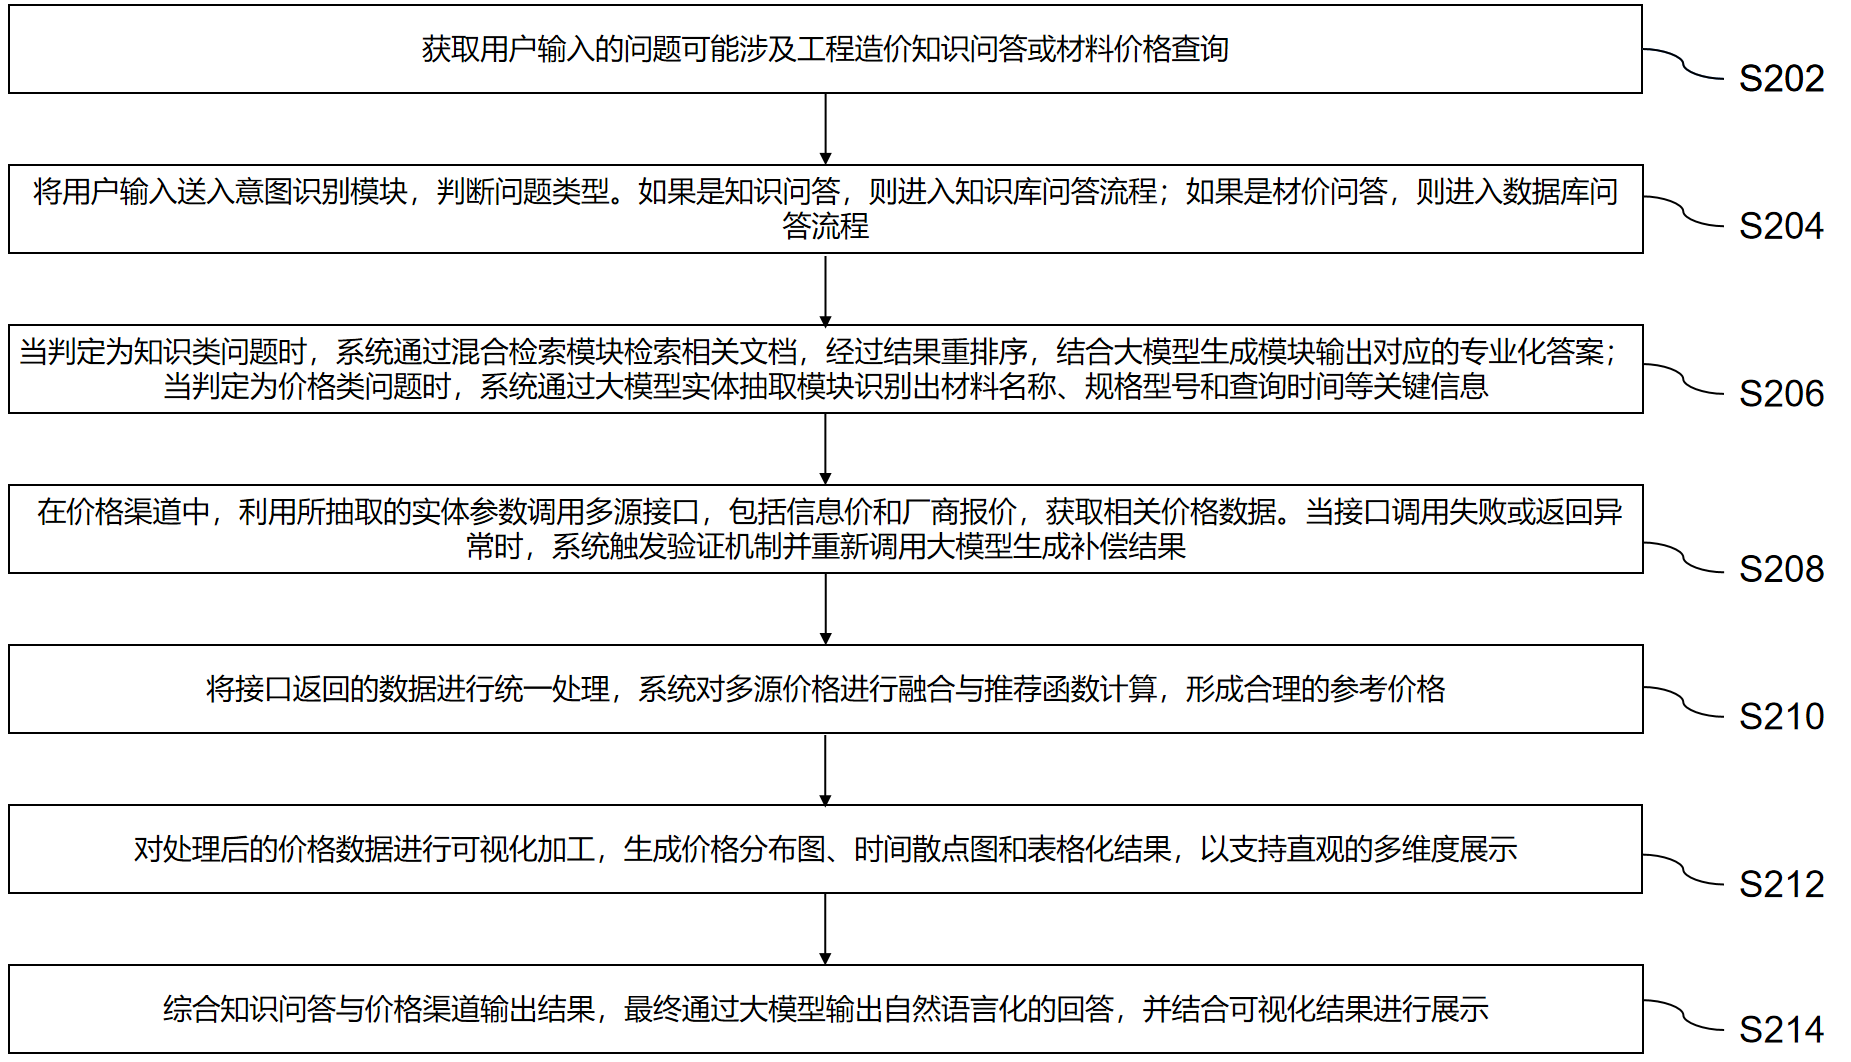 获取用户输入的问题可能涉及工程造价知识问答或材料价格查询
S202
将用户输入送入意图识别模块，判断问题类型。如果是知识问答，则进入知识库问答流程；如果是材价问答，则进入数据库问
答流程
S204
当判定为知识类问题时，系统通过混合检索模块检索相关文档，经过结果重排序，结合大模型生成模块输出对应的专业化答案；
当判定为价格类问题时，系统通过大模型实体抽取模块识别出材料名称、规格型号和查询时间等关键信息
S206
在价格渠道中，利用所抽取的实体参数调用多源接口，包括信息价和厂商报价，获取相关价格数据。当接口调用失败或返回异
常时，系统触发验证机制并重新调用大模型生成补偿结果
S208
将接口返回的数据进行统一处理，系统对多源价格进行融合与推荐函数计算，形成合理的参考价格
S210
对处理后的价格数据进行可视化加工，生成价格分布图、时间散点图和表格化结果，以支持直观的多维度展示
S212
综合知识问答与价格渠道输出结果，最终通过大模型输出自然语言化的回答，并结合可视化结果进行展示
S214